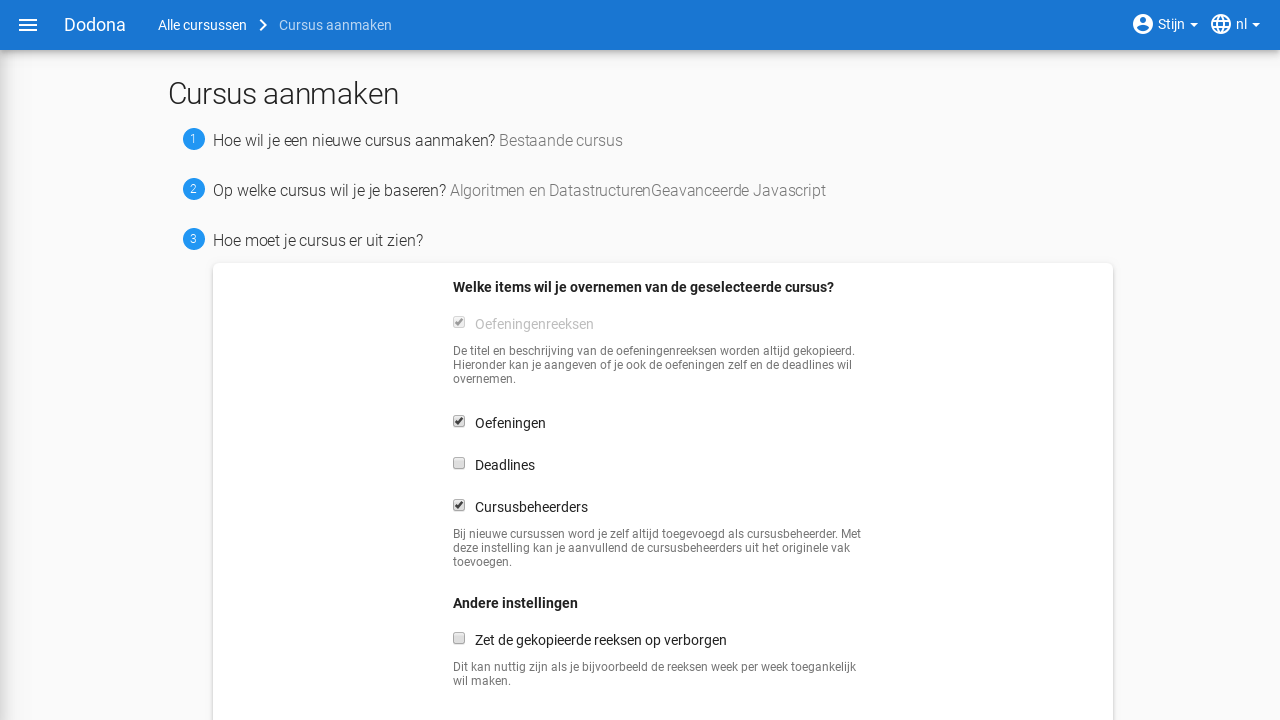 Dodona
Alle cursussen
Cursus aanmaken
Stijn
nl
Cursus aanmaken
1 Hoe wil je een nieuwe cursus aanmaken? Bestaande cursus
2 Op welke cursus wil je je baseren? Algoritmen en DatastructurenGeavanceerde Javascript
3 Hoe moet je cursus er uit zien?
Welke items wil je overnemen van de geselecteerde cursus?
Oefeningenreeksen
De titel en beschrijving van de oefeningenreeksen worden altijd gekopieerd.
Hieronder kan je aangeven of je ook de oefeningen zelf en de deadlines wil
overnemen.
Oefeningen
Deadlines
Cursusbeheerders
Bij nieuwe cursussen word je zelf altijd toegevoegd als cursusbeheerder. Met
deze instelling kan je aanvullend de cursusbeheerders uit het originele vak
toevoegen.
Andere instellingen
Zet de gekopieerde reeksen op verborgen
Dit kan nuttig zijn als je bijvoorbeeld de reeksen week per week toegankelijk
wil maken.